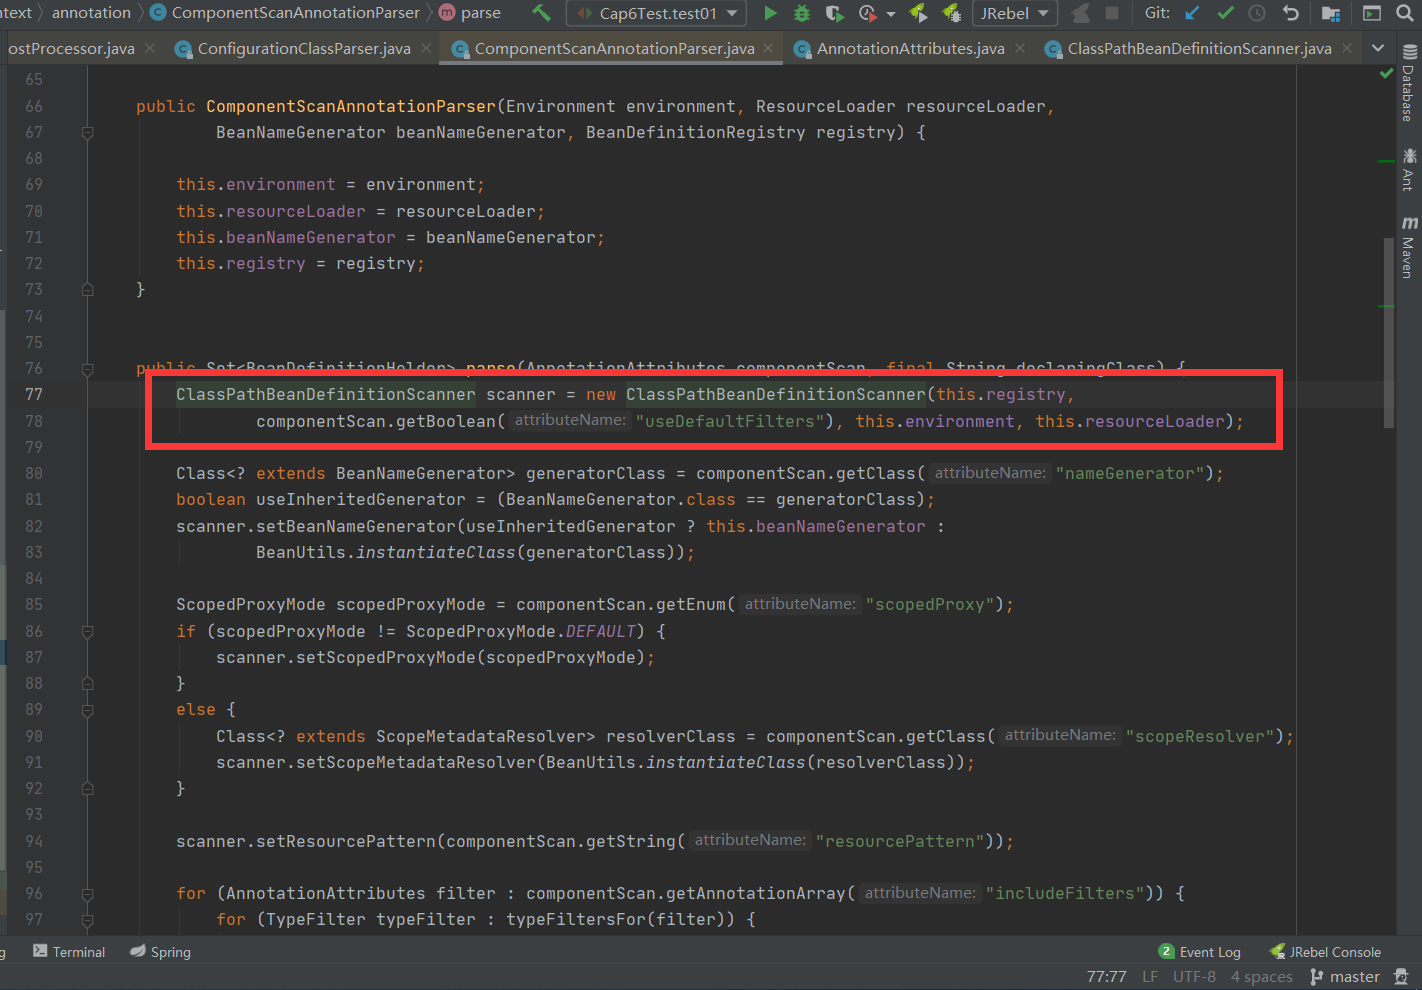 ntext annotation ComponentScanAnnotationParser parse Cap6Test.test01 JRebel Git:
ostProcessor.java ConfigurationClassParser.java ComponentScanAnnotationParser.java AnnotationAttributes.java ClassPathBeanDefinitionScanner.java
65
66 public ComponentScanAnnotationParser(Environment environment, ResourceLoader resourceLoader,
67 BeanNameGenerator beanNameGenerator, BeanDefinitionRegistry registry) {
68
69 this.environment = environment;
70 this.resourceLoader = resourceLoader;
71 this.beanNameGenerator = beanNameGenerator;
72 this.registry = registry;
73 }
74
75
76 public Set<BeanDefinitionHolder> parse(AnnotationAttributes componentScan, final String declaringClass) {
77 ClassPathBeanDefinitionScanner scanner = new ClassPathBeanDefinitionScanner(this.registry,
78 componentScan.getBoolean( attributeName: "useDefaultFilters"), this.environment, this.resourceLoader);
79
80 Class<? extends BeanNameGenerator> generatorClass = componentScan.getClass( attributeName: "nameGenerator");
81 boolean useInheritedGenerator = (BeanNameGenerator.class == generatorClass);
82 scanner.setBeanNameGenerator(useInheritedGenerator ? this.beanNameGenerator :
83 BeanUtils.instantiateClass(generatorClass));
84
85 ScopedProxyMode scopedProxyMode = componentScan.getEnum( attributeName: "scopedProxy");
86 if (scopedProxyMode != ScopedProxyMode.DEFAULT) {
87 scanner.setScopedProxyMode(scopedProxyMode);
88 }
89 else {
90 Class<? extends ScopeMetadataResolver> resolverClass = componentScan.getClass( attributeName: "scopeResolver");
91 scanner.setScopeMetadataResolver(BeanUtils.instantiateClass(resolverClass));
92 }
93
94 scanner.setResourcePattern(componentScan.getString( attributeName: "resourcePattern"));
95
96 for (AnnotationAttributes filter : componentScan.getAnnotationArray( attributeName: "includeFilters")) {
97 for (TypeFilter typeFilter : typeFiltersFor(filter)) {
Database
Ant
Maven
g Terminal Spring 2 Event Log JRebel Console
77:77 LF UTF-8 4 spaces master